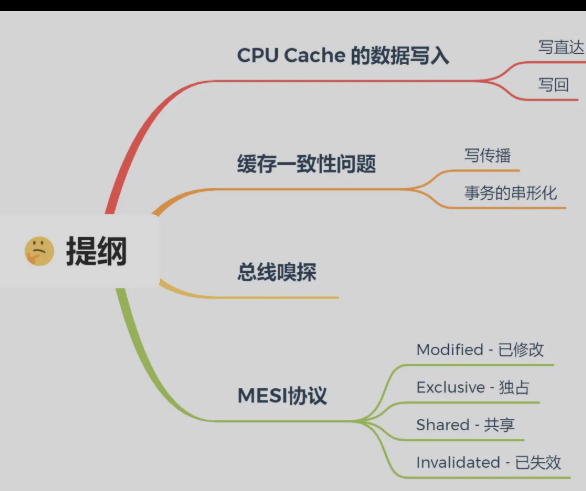 CPU Cache 的数据写入
写直达
写回
缓存一致性问题
写传播
事务的串形化
提纲
总线嗅探
MESI协议
Modified - 已修改
Exclusive - 独占
Shared - 共享
Invalidated - 已失效